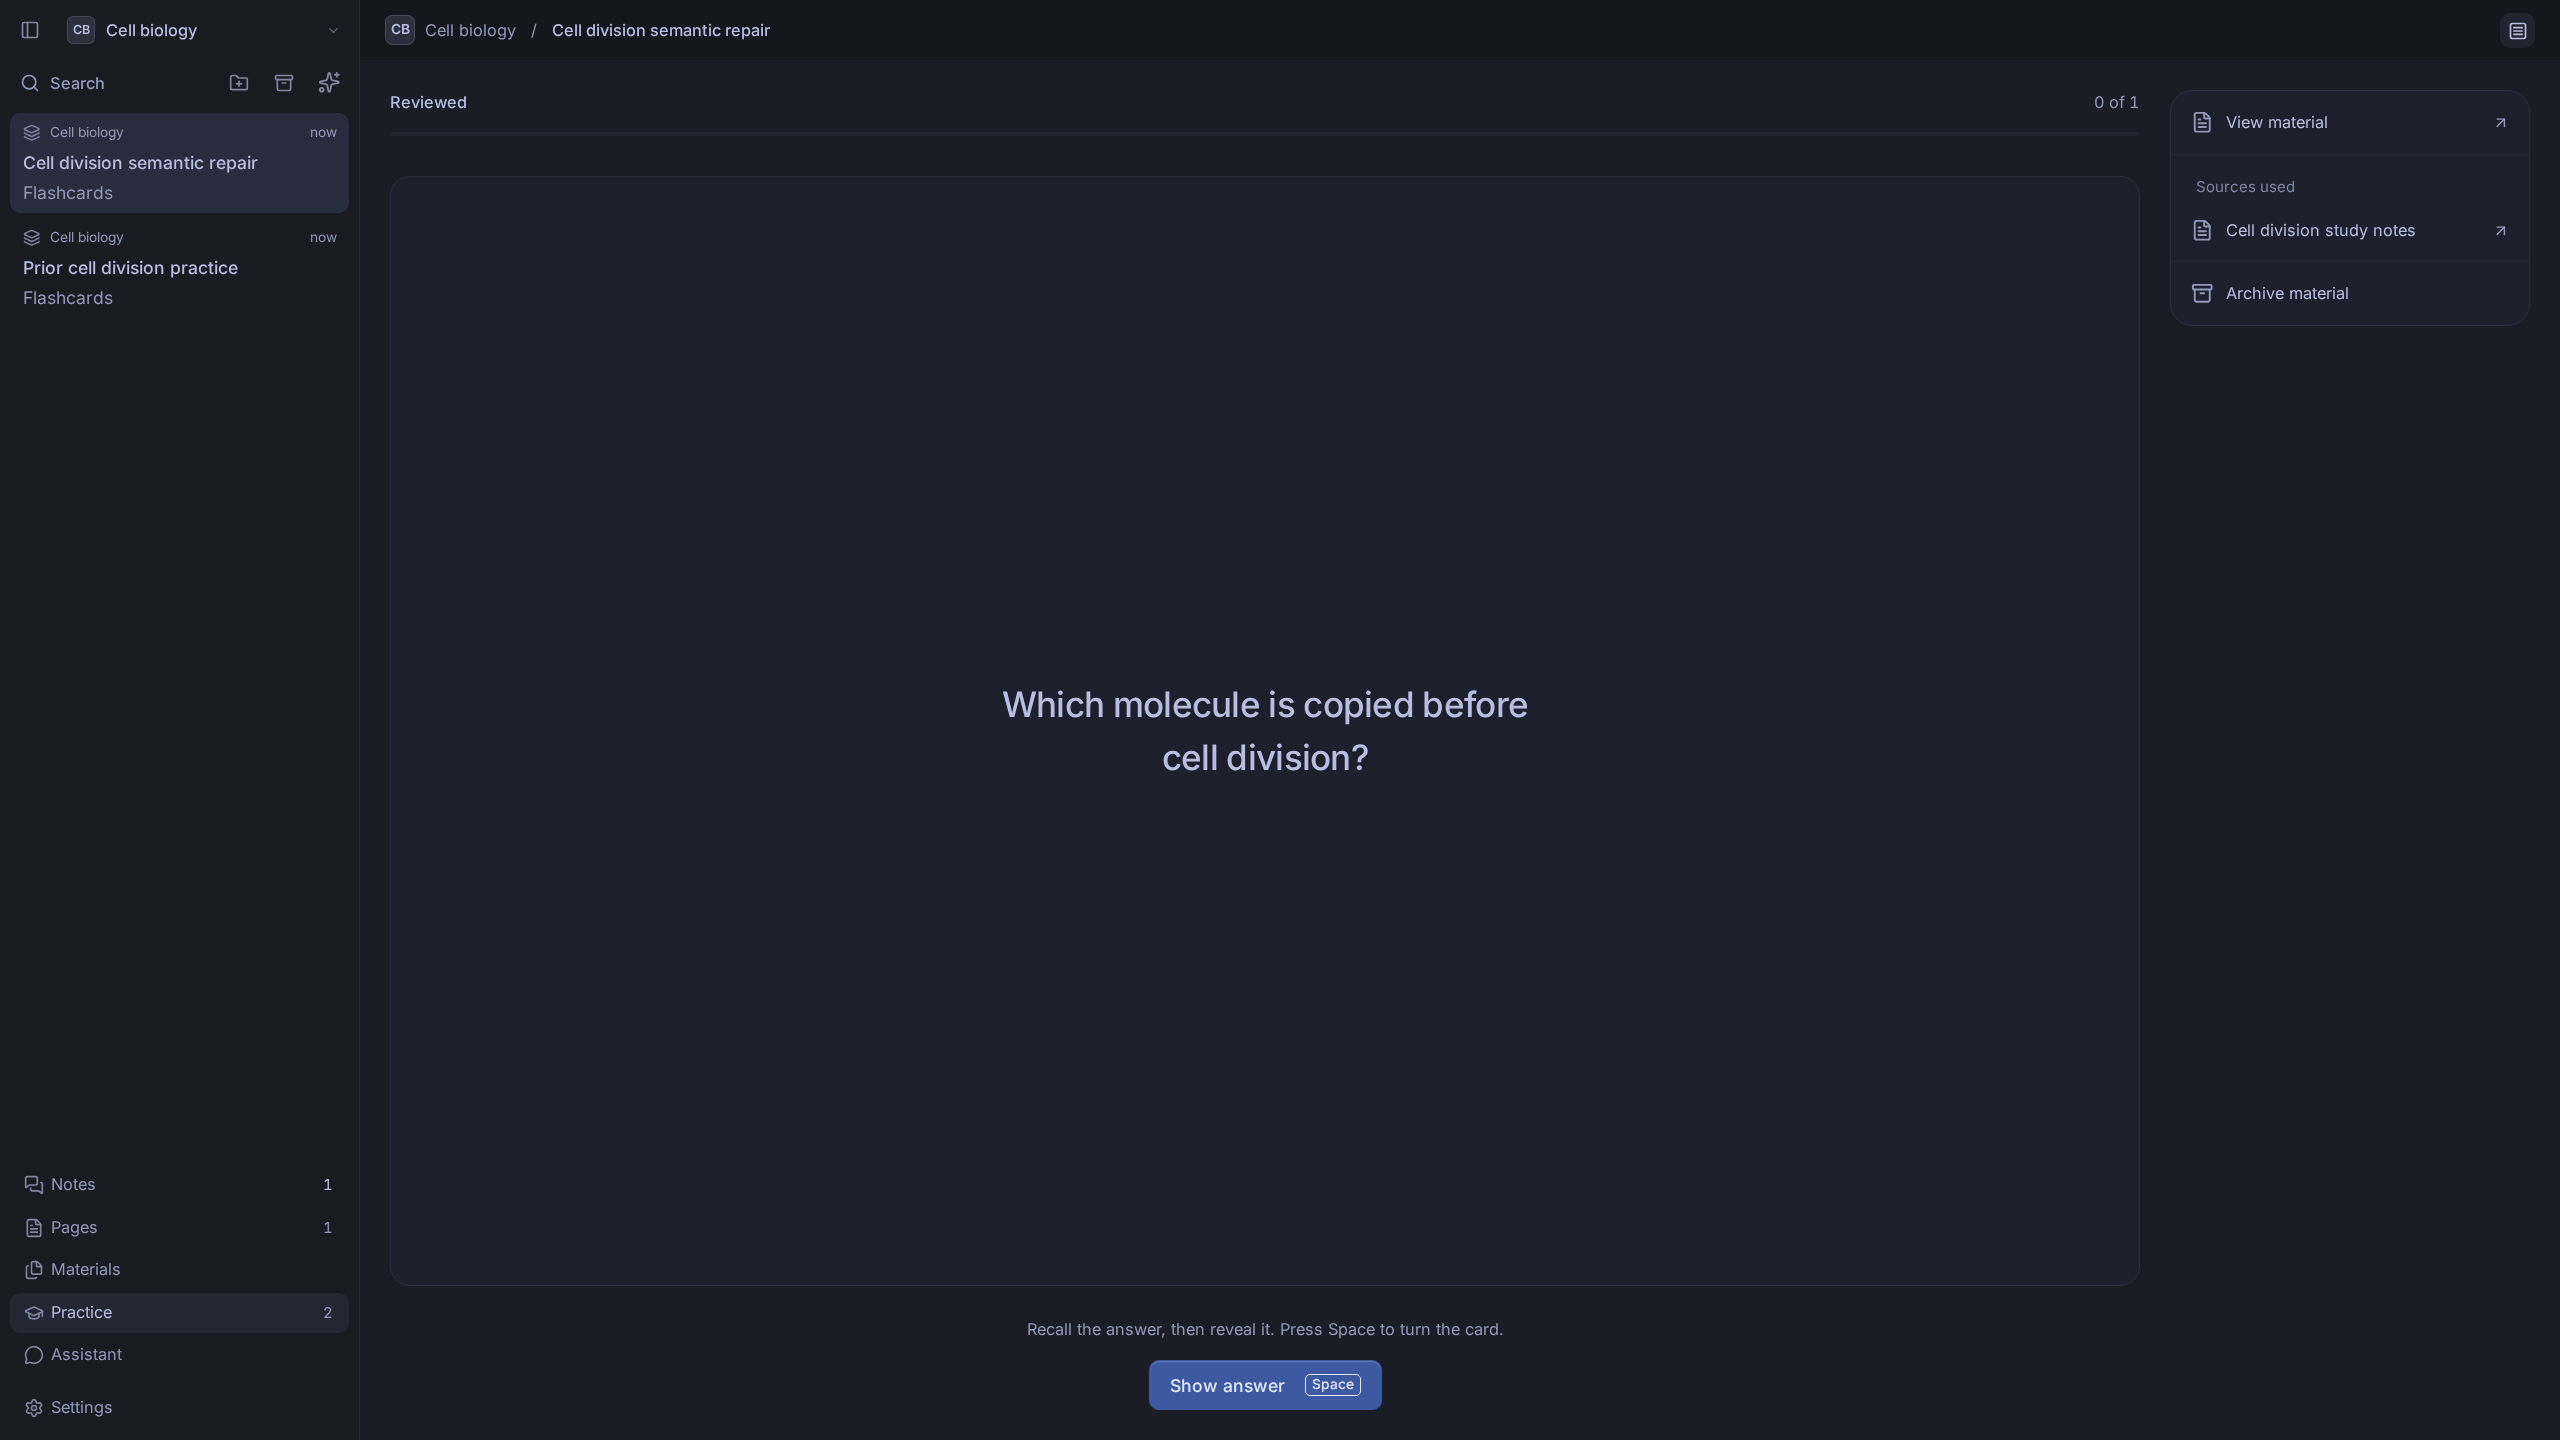 CB Cell biology
Search
Cell biology now
Cell division semantic repair
Flashcards
Cell biology now
Prior cell division practice
Flashcards
Notes 1
Pages 1
Materials
Practice 2
Assistant
Settings
CB Cell biology / Cell division semantic repair
Reviewed 0 of 1
Which molecule is copied before
cell division?
Recall the answer, then reveal it. Press Space to turn the card.
Show answer Space
View material
Sources used
Cell division study notes
Archive material